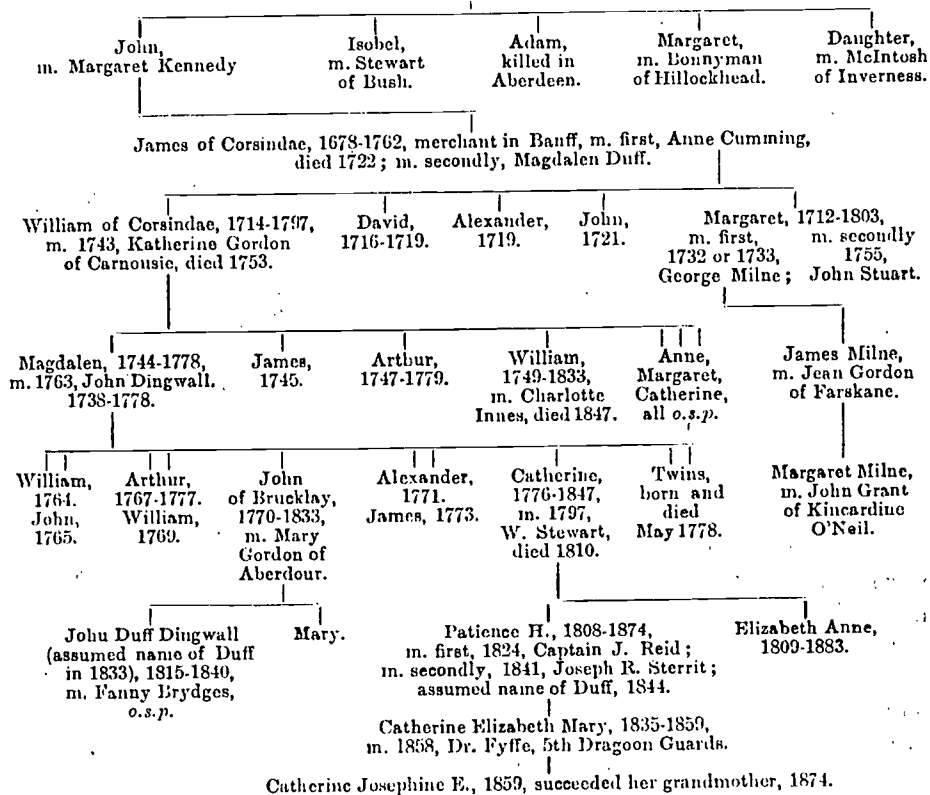 John,
m. Margaret Kennedy
Isobel,
m. Stewart
of Bush.
Adam,
killed in
Aberdeen.
Margaret,
m. Bonnyman
of Hillockhead.
Daughter,
m. McIntosh
of Inverness.
James of Corsindae, 1678-1762, merchant in Banff, m. first, Anne Cumming,
died 1722; m. secondly, Magdalen Duff.
William of Corsindae, 1714-1797,
m. 1743, Katherine Gordon
of Carnousie, died 1753.
David,
1716-1719.
Alexander,
1719.
John,
1721.
Margaret, 1712-1803,
m. first,
1732 or 1733,
George Milne;
m. secondly
1755,
John Stuart.
Magdalen, 1744-1778,
m. 1763, John Dingwall.
1738-1778.
James,
1745.
Arthur,
1747-1779.
William,
1749-1833,
m. Charlotte
Innes, died 1847.
Anne,
Margaret,
Catherine,
all o.s.p.
James Milne,
m. Jean Gordon
of Farskane.
William,
1764.
John,
1765.
Arthur,
1767-1777.
William,
1769.
John
of Brucklay,
1770-1833,
m. Mary
Gordon of
Aberdour.
Alexander,
1771.
James, 1773.
Catherine,
1776-1847,
m. 1797,
W. Stewart,
died 1810.
Twins,
born and
died
May 1778.
Margaret Milne,
m. John Grant
of Kincardine
O'Neil.
John Duff Dingwall
(assumed name of Duff
in 1833), 1815-1840,
m. Fanny Brydges,
o.s.p.
Mary.
Patience H., 1808-1874,
m. first, 1824, Captain J. Reid;
m. secondly, 1841, Joseph R. Sterrit;
assumed name of Duff, 1844.
Elizabeth Anne,
1809-1883.
Catherine Elizabeth Mary, 1835-1859,
m. 1858, Dr. Fyffe, 5th Dragoon Guards.
Catherine Josephine E., 1859, succeeded her grandmother, 1874.